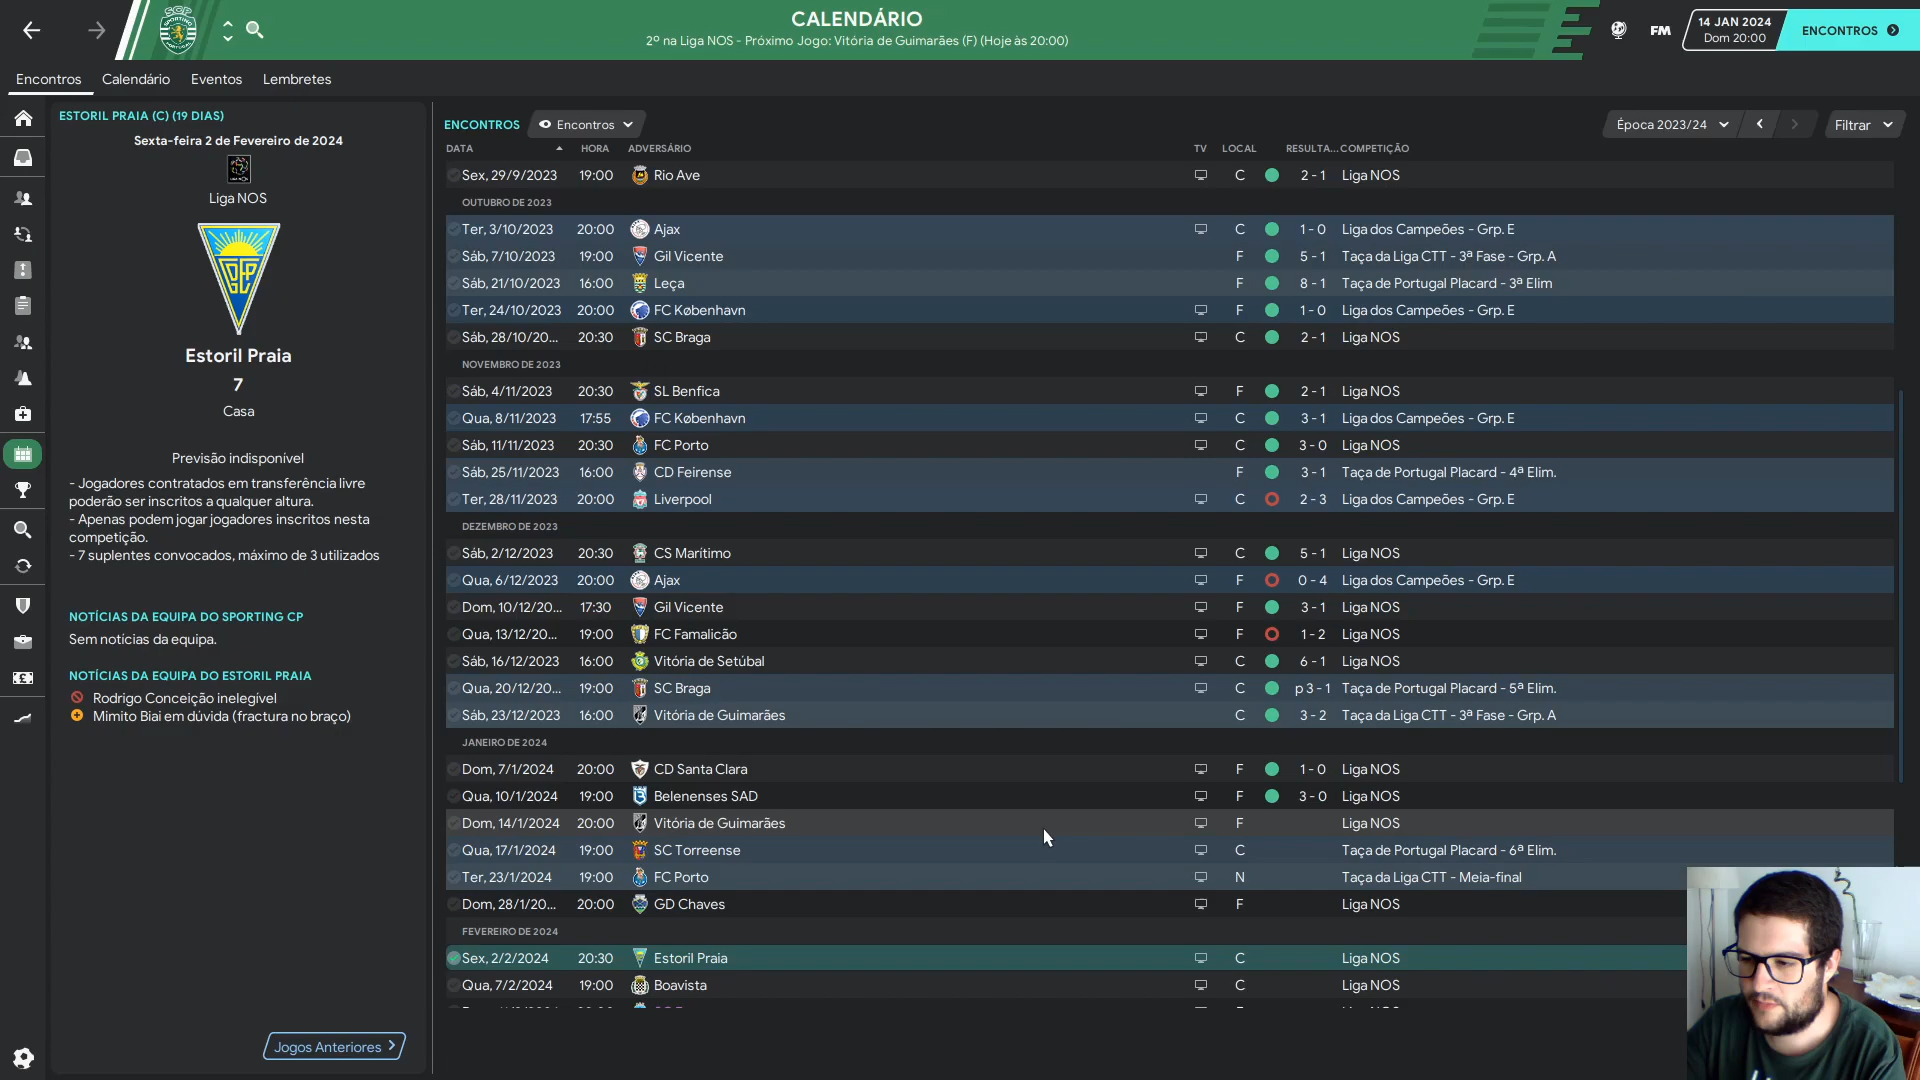 CALENDÁRIO
2º na Liga NOS - Próximo Jogo: Vitória de Guimarães (F) (Hoje às 20:00)
FM
14 JAN 2024
Dom 20:00
ENCONTROS
Encontros Calendário Eventos Lembretes
ESTORIL PRAIA (C) (19 DIAS)
Sexta-feira 2 de Fevereiro de 2024
Liga NOS
Estoril Praia
7
Casa
Previsão indisponível
- Jogadores contratados em transferência livre
poderão ser inscritos a qualquer altura.
- Apenas podem jogar jogadores inscritos nesta
competição.
- 7 suplentes convocados, máximo de 3 utilizados
NOTÍCIAS DA EQUIPA DO SPORTING CP
Sem notícias da equipa.
NOTÍCIAS DA EQUIPA DO ESTORIL PRAIA
Rodrigo Conceição inelegível
Mimito Biai em dúvida (fractura no braço)
Jogos Anteriores
ENCONTROS Encontros Época 2023/24 Filtrar
DATA HORA ADVERSÁRIO TV LOCAL RESULTA... COMPETIÇÃO
Sex, 29/9/2023 19:00 Rio Ave C 2 - 1 Liga NOS
OUTUBRO DE 2023
Ter, 3/10/2023 20:00 Ajax C 1 - 0 Liga dos Campeões - Grp. E
Sáb, 7/10/2023 19:00 Gil Vicente F 5 - 1 Taça da Liga CTT - 3ª Fase - Grp. A
Sáb, 21/10/2023 16:00 Leça F 8 - 1 Taça de Portugal Placard - 3ª Elim
Ter, 24/10/2023 20:00 FC København F 1 - 0 Liga dos Campeões - Grp. E
Sáb, 28/10/20... 20:30 SC Braga C 2 - 1 Liga NOS
NOVEMBRO DE 2023
Sáb, 4/11/2023 20:30 SL Benfica F 2 - 1 Liga NOS
Qua, 8/11/2023 17:55 FC København C 3 - 1 Liga dos Campeões - Grp. E
Sáb, 11/11/2023 20:30 FC Porto C 3 - 0 Liga NOS
Sáb, 25/11/2023 16:00 CD Feirense F 3 - 1 Taça de Portugal Placard - 4ª Elim.
Ter, 28/11/2023 20:00 Liverpool C 2 - 3 Liga dos Campeões - Grp. E
DEZEMBRO DE 2023
Sáb, 2/12/2023 20:30 CS Marítimo C 5 - 1 Liga NOS
Qua, 6/12/2023 20:00 Ajax F 0 - 4 Liga dos Campeões - Grp. E
Dom, 10/12/20... 17:30 Gil Vicente F 3 - 1 Liga NOS
Qua, 13/12/20... 19:00 FC Famalicão F 1 - 2 Liga NOS
Sáb, 16/12/2023 16:00 Vitória de Setúbal C 6 - 1 Liga NOS
Qua, 20/12/20... 19:00 SC Braga C p 3 - 1 Taça de Portugal Placard - 5ª Elim.
Sáb, 23/12/2023 16:00 Vitória de Guimarães C 3 - 2 Taça da Liga CTT - 3ª Fase - Grp. A
JANEIRO DE 2024
Dom, 7/1/2024 20:00 CD Santa Clara F 1 - 0 Liga NOS
Qua, 10/1/2024 19:00 Belenenses SAD F 3 - 0 Liga NOS
Dom, 14/1/2024 20:00 Vitória de Guimarães F Liga NOS
Qua, 17/1/2024 19:00 SC Torreense C Taça de Portugal Placard - 6ª Elim.
Ter, 23/1/2024 19:00 FC Porto N Taça da Liga CTT - Meia-final
Dom, 28/1/20... 20:00 GD Chaves F Liga NOS
FEVEREIRO DE 2024
Sex, 2/2/2024 20:30 Estoril Praia C Liga NOS
Qua, 7/2/2024 19:00 Boavista C Liga NOS